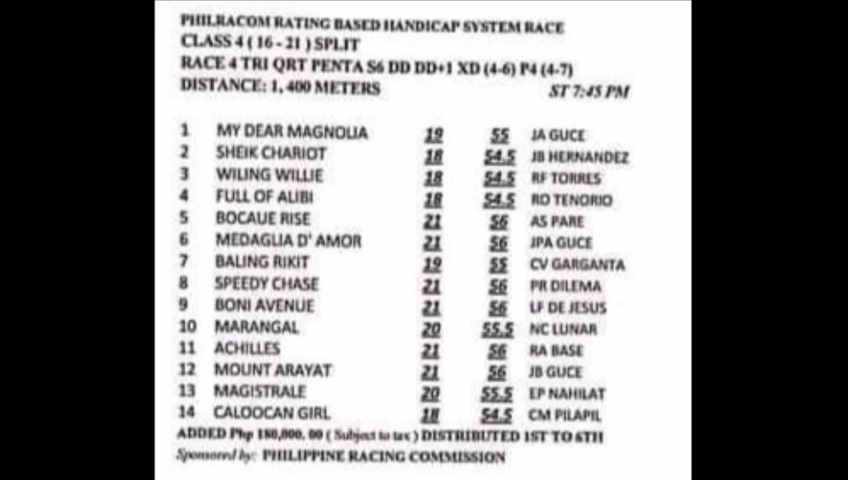 PHILRACOM RATING BASED HANDICAP SYSTEM RACE
CLASS 4 ( 16 - 21 ) SPLIT
RACE 4 TRI QRT PENTA S6 DD DD+1 XD (4-6) P4 (4-7)
DISTANCE: 1, 400 METERS ST 7:45 PM
1 MY DEAR MAGNOLIA 19 55 JA GUCE
2 SHEIK CHARIOT 18 54.5 JB HERNANDEZ
3 WILING WILLIE 18 54.5 RF TORRES
4 FULL OF ALIBI 18 54.5 RO TENORIO
5 BOCAUE RISE 21 56 AS PARE
6 MEDAGLIA D' AMOR 21 56 JPA GUCE
7 BALING RIKIT 19 55 CV GARGANTA
8 SPEEDY CHASE 21 56 PR DILEMA
9 BONI AVENUE 21 56 LF DE JESUS
10 MARANGAL 20 55.5 NC LUNAR
11 ACHILLES 21 56 RA BASE
12 MOUNT ARAYAT 21 56 JB GUCE
13 MAGISTRALE 20 55.5 EP NAHILAT
14 CALOOCAN GIRL 18 54.5 CM PILAPIL
ADDED Php 180,000. 00 ( Subject to tax ) DISTRIBUTED 1ST TO 6TH
Sponsored by: PHILIPPINE RACING COMMISSION